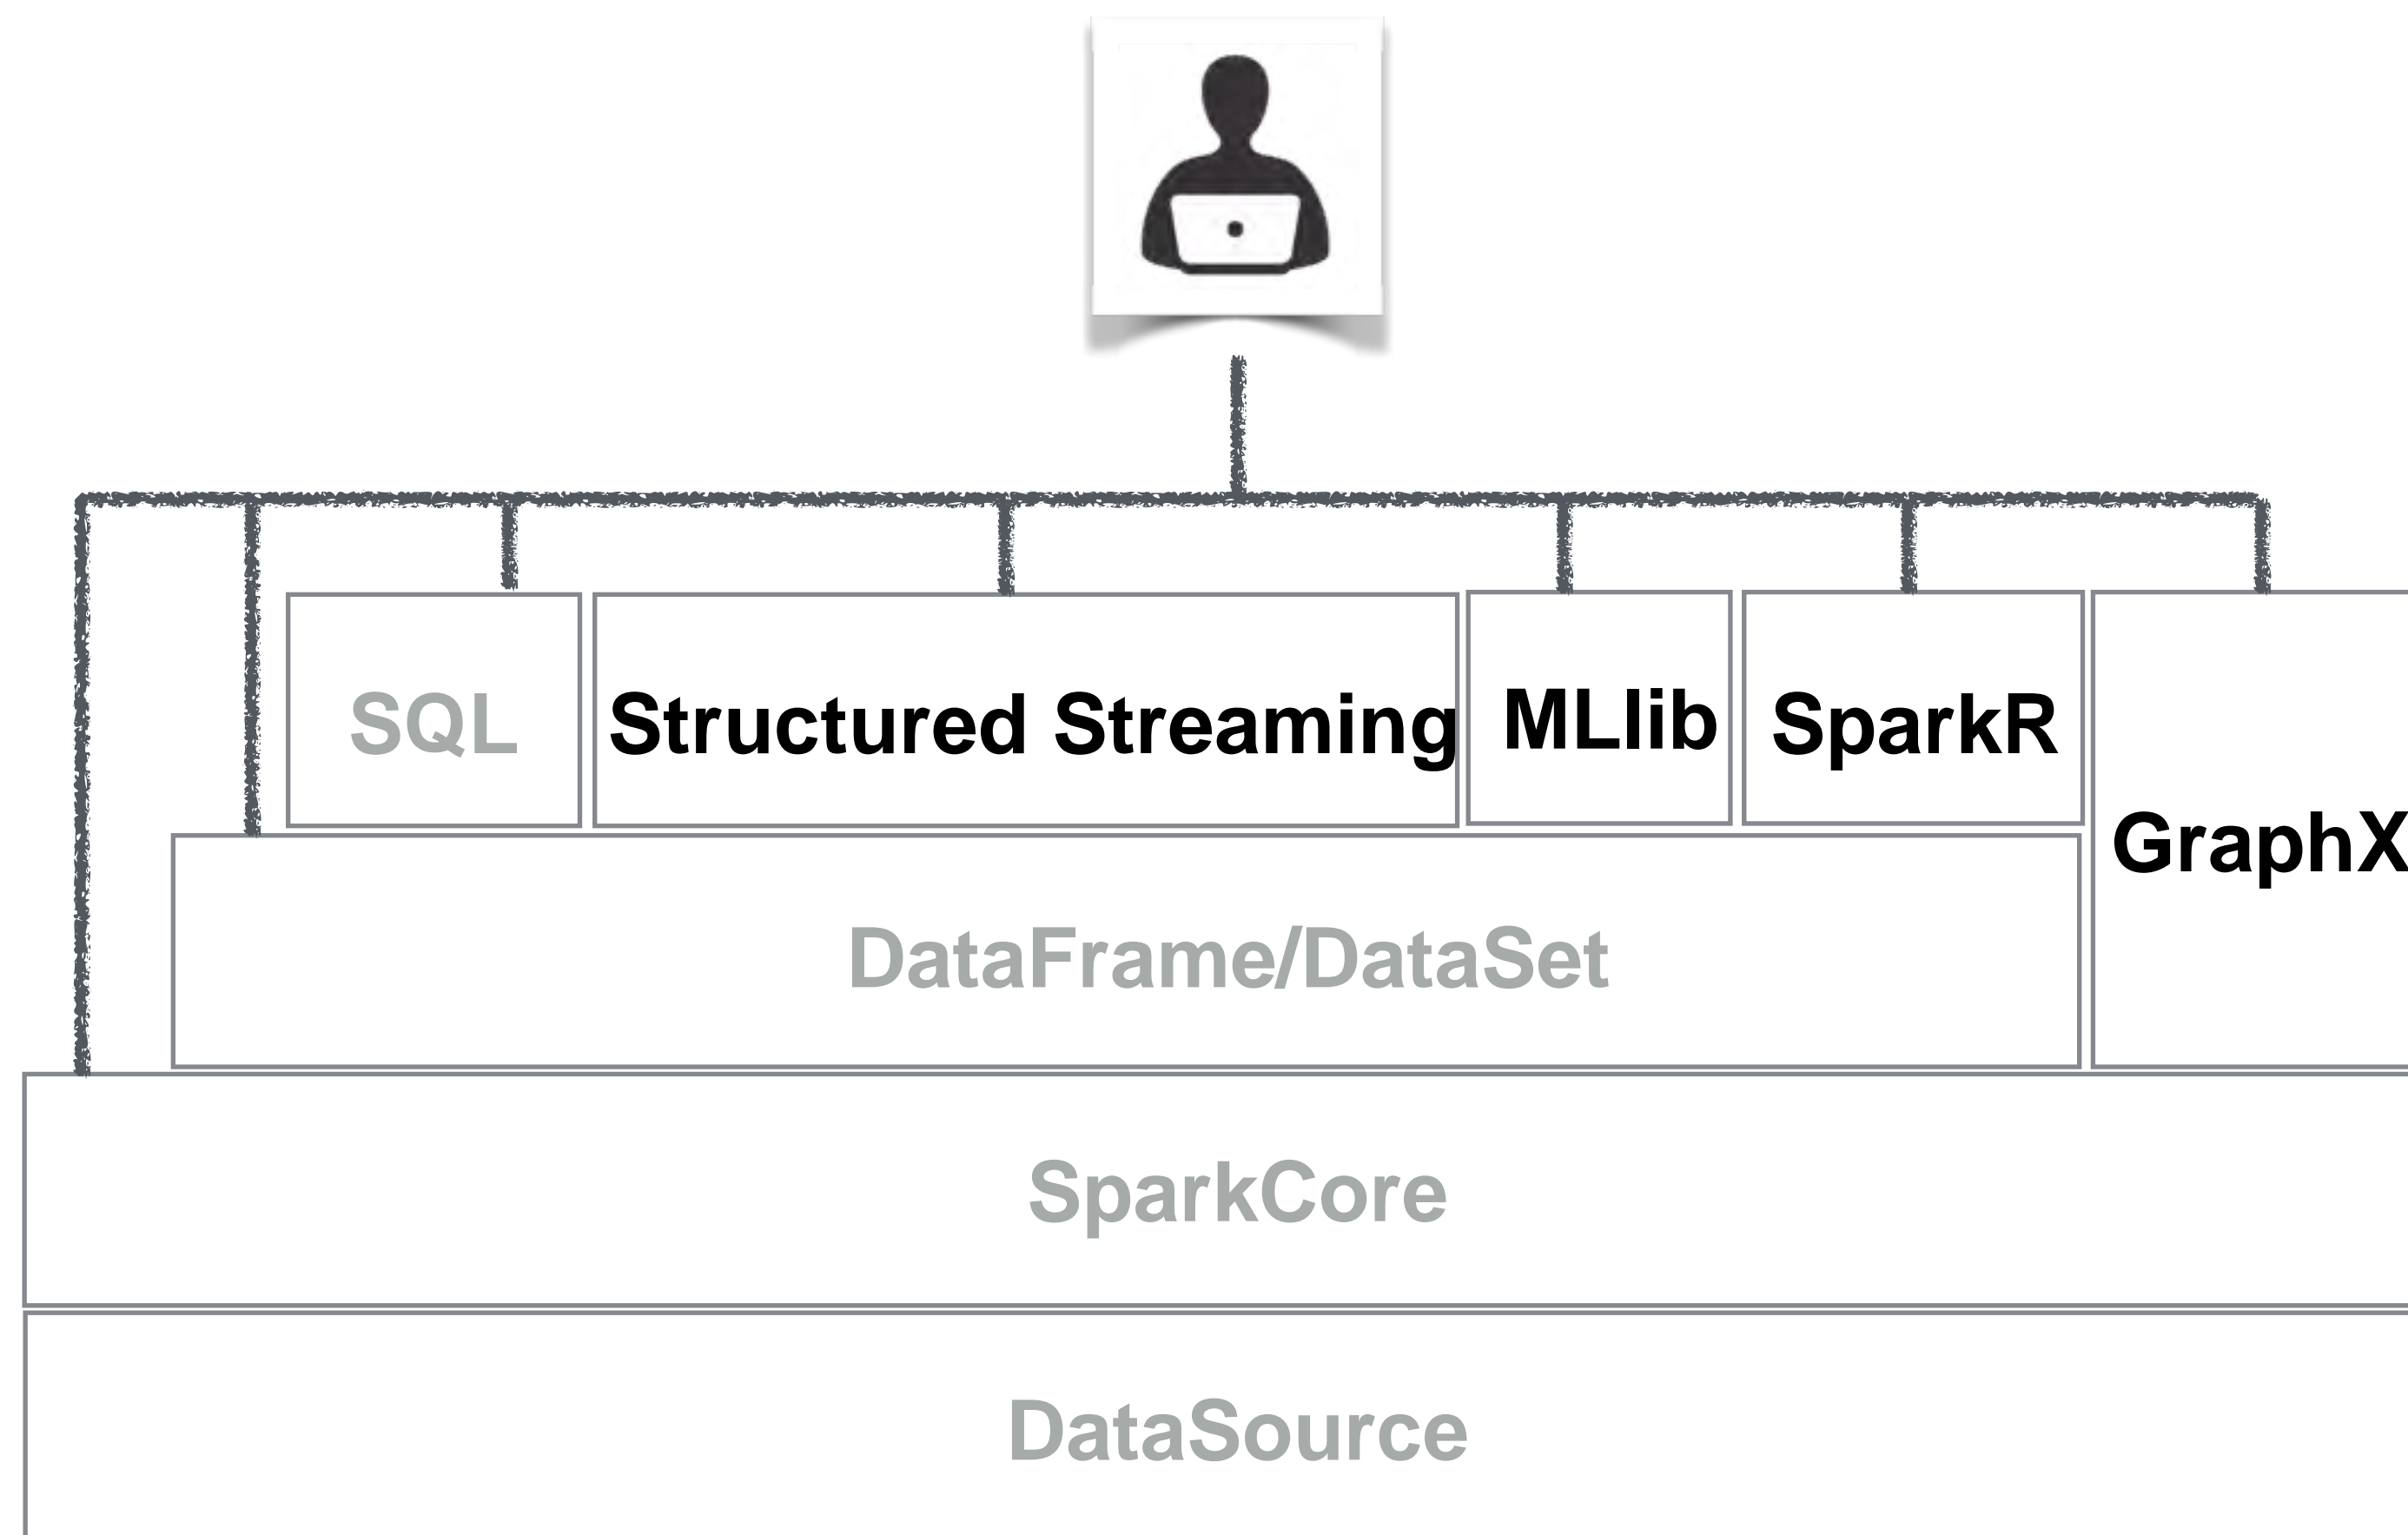 SQL
Structured Streaming
MLlib
SparkR
GraphX
DataFrame/DataSet
SparkCore
DataSource